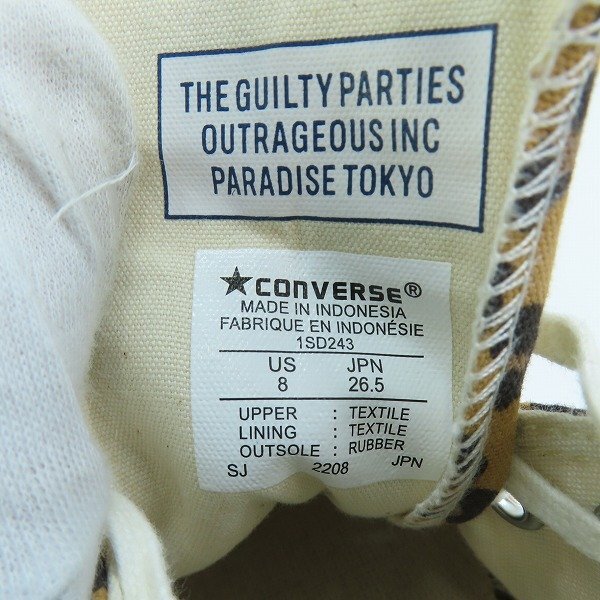 THE GUILTY PARTIES
OUTRAGEOUS INC
PARADISE TOKYO
★CONVERSE®
MADE IN INDONESIA
FABRIQUE EN INDONÉSIE
1SD243
US JPN
8 26.5
UPPER : TEXTILE
LINING : TEXTILE
OUTSOLE : RUBBER
SJ 2208 JPN